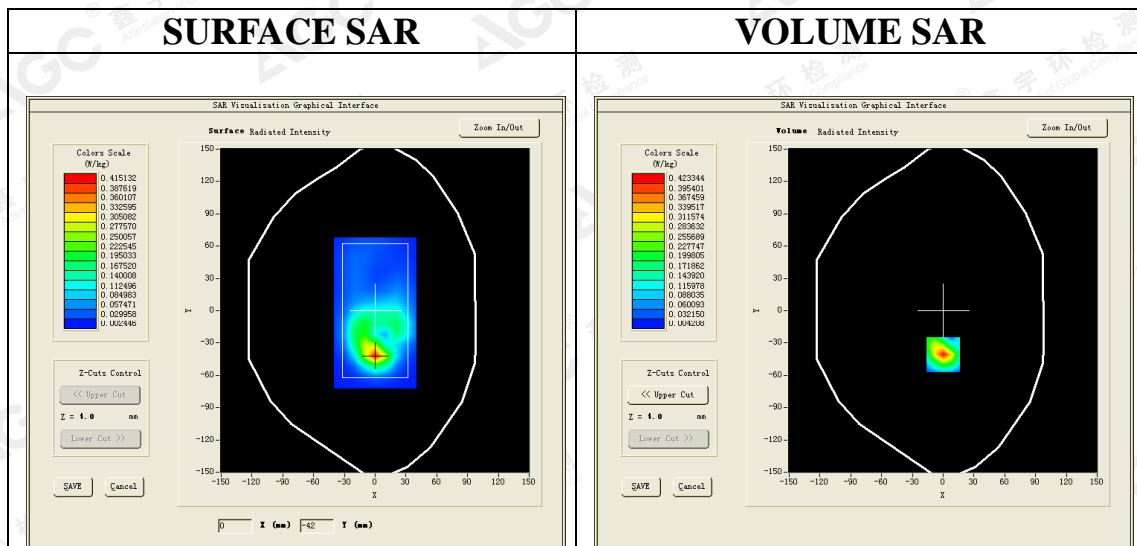 SURFACE SAR
VOLUME SAR
SAR Visualisation Graphical Interface
Surface Radiated Intensity
Zoom In/Out
Colors Scale
(W/kg)
0.415132
0.387619
0.360107
0.332595
0.305082
0.277570
0.250057
0.222545
0.195033
0.167520
0.140008
0.112496
0.084983
0.057471
0.029958
0.002446
150
120
90
60
30
0
-30
-60
-90
-120
-150
Y
-150 -120 -90 -60 -30 0 30 60 90 120 150
X
Z-Cuts Control
<< Upper Cut
Z = 4.0 mm
Lower Cut >>
SAVE Cancel
0 X (mm) -42 Y (mm)
SAR Visualisation Graphical Interface
Volume Radiated Intensity
Zoom In/Out
Colors Scale
(W/kg)
0.423344
0.395401
0.367459
0.339517
0.311574
0.283632
0.255689
0.227747
0.199805
0.171862
0.143920
0.115978
0.088035
0.060093
0.032150
0.004208
150
120
90
60
30
0
-30
-60
-90
-120
-150
Y
-150 -120 -90 -60 -30 0 30 60 90 120 150
X
Z-Cuts Control
<< Upper Cut
Z = 4.0 mm
Lower Cut >>
SAVE Cancel